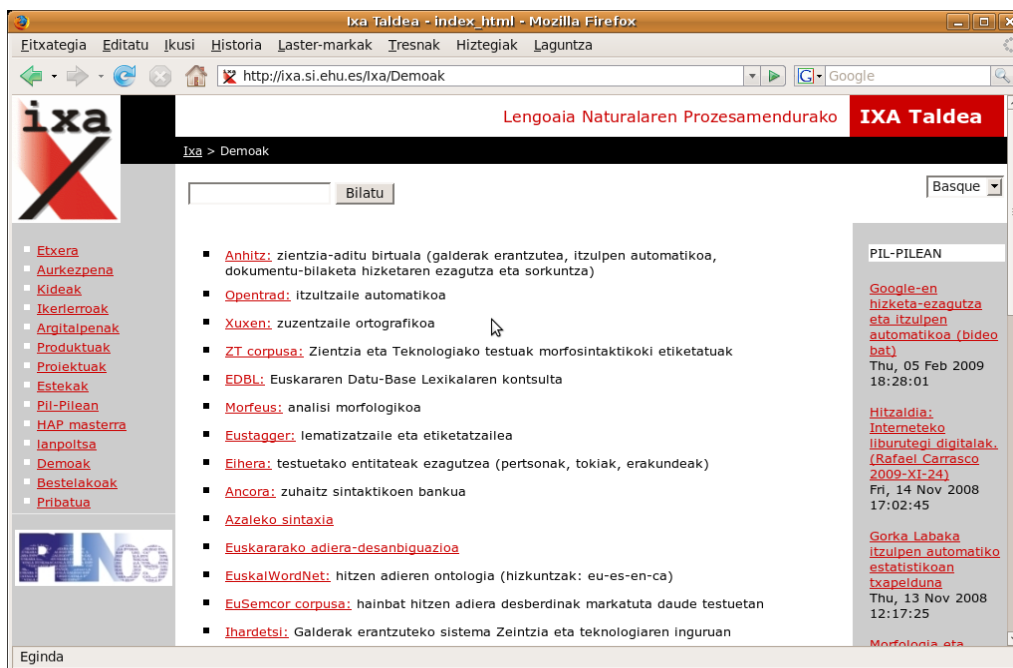 Ixa Taldea - index_html - Mozilla Firefox
Fitxategia Editatu Ikusi Historia Laster-markak Tresnak Hiztegiak Laguntza
http://ixa.si.ehu.es/Ixa/Demoak
G Google
ixa
Lengoaia Naturalaren Prozesamendurako
IXA Taldea
Ixa > Demoak
Bilatu
Basque
Etxera
Aurkezpena
Kideak
Ikerlerroak
Argitalpenak
Produktuak
Proiektuak
Estekak
Pil-Pilean
HAP masterra
Ianpoltsa
Demoak
Bestelakoak
Pribatua
PLN09
Anhitz: zientzia-aditu birtuala (galderak erantzutea, itzulpen automatikoa,
dokumentu-bilaketa hizketaren ezagutza eta sorkuntza)
Opentrad: itzultzaile automatikoa
Xuxen: zuzentzaile ortografikoa
ZT corpusa: Zientzia eta Teknologiako testuak morfosintaktikoki etiketatuak
EDBL: Euskararen Datu-Base Lexikalaren kontsulta
Morfeus: analisi morfologikoa
Eustagger: lematizatzaile eta etiketatzailea
Eihera: testuetako entitateak ezagutzea (pertsonak, tokiak, erakundeak)
Ancora: zuhaitz sintaktikoen bankua
Azaleko sintaxia
Euskararako adiera-desanbiguazioa
EuskalWordNet: hitzen adieren ontologia (hizkuntzak: eu-es-en-ca)
EuSemcor corpusa: hainbat hitzen adiera desberdinak markatuta daude testuetan
Ihardetsi: Galderak erantzuteko sistema Zeintzia eta teknologiaren inguruan
PIL-PILEAN
Google-en
hizketa-ezagutza
eta itzulpen
automatikoa (bideo
bat)
Thu, 05 Feb 2009
18:28:01
Hitzaldia:
Interneteko
liburutegi digitalak.
(Rafael Carrasco
2009-XI-24)
Fri, 14 Nov 2008
17:02:45
Gorka Labaka
itzulpen automatiko
estatistikoan
txapelduna
Thu, 13 Nov 2008
12:17:25
Morfologia eta
Eginda